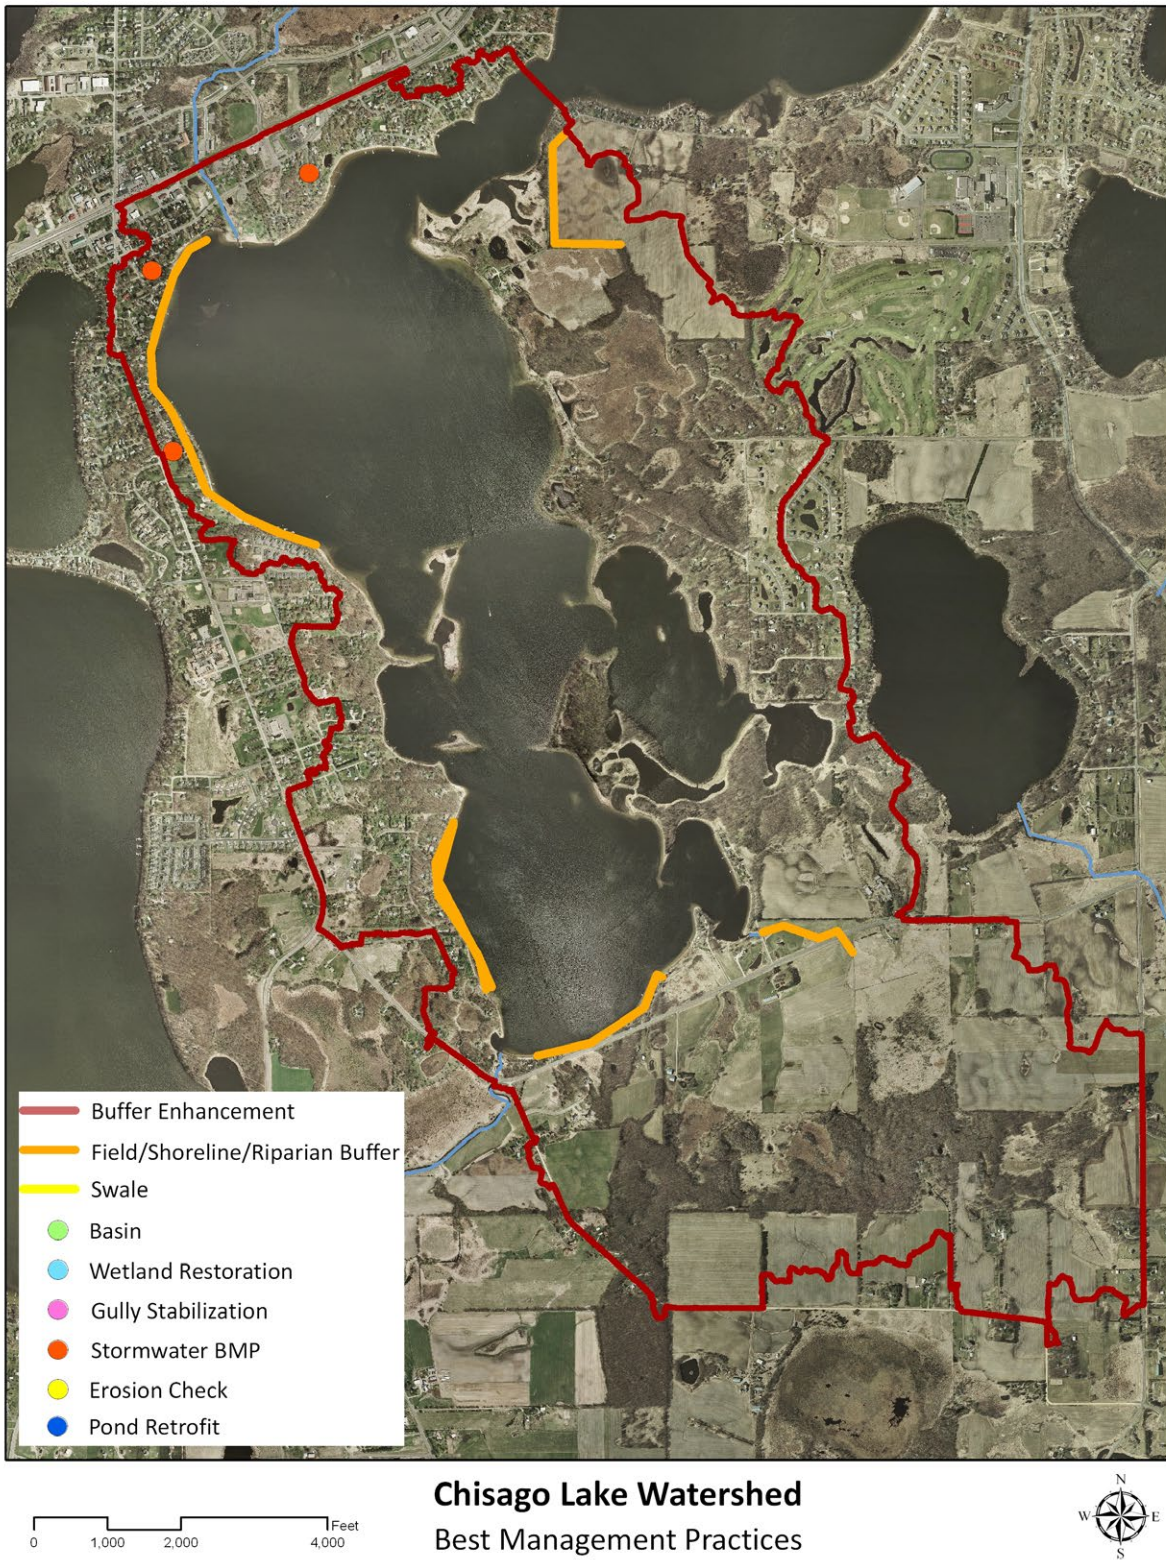 Buffer Enhancement
Field/Shoreline/Riparian Buffer
Swale
Basin
Wetland Restoration
Gully Stabilization
Stormwater BMP
Erosion Check
Pond Retrofit
Chisago Lake Watershed
Best Management Practices
Feet
0 1,000 2,000 4,000
N
W E
S